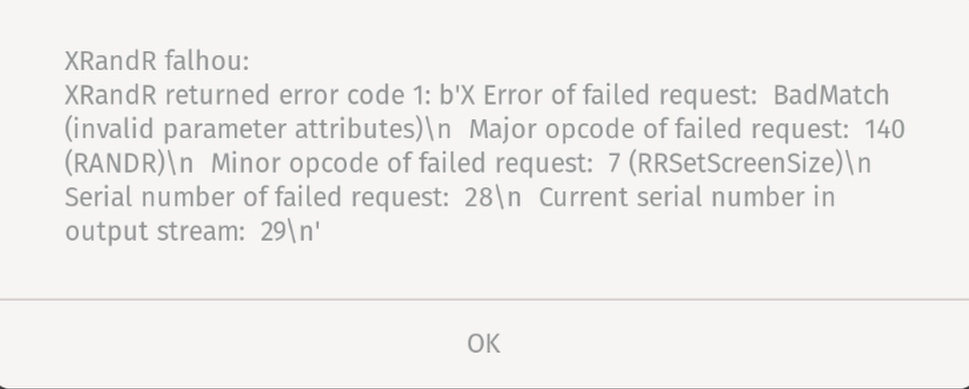 XRandR falhou:
XRandR returned error code 1: b'X Error of failed request:  BadMatch
(invalid parameter attributes)\n  Major opcode of failed request:  140
(RANDR)\n  Minor opcode of failed request:  7 (RRSetScreenSize)\n
Serial number of failed request:  28\n  Current serial number in
output stream:  29\n'
OK